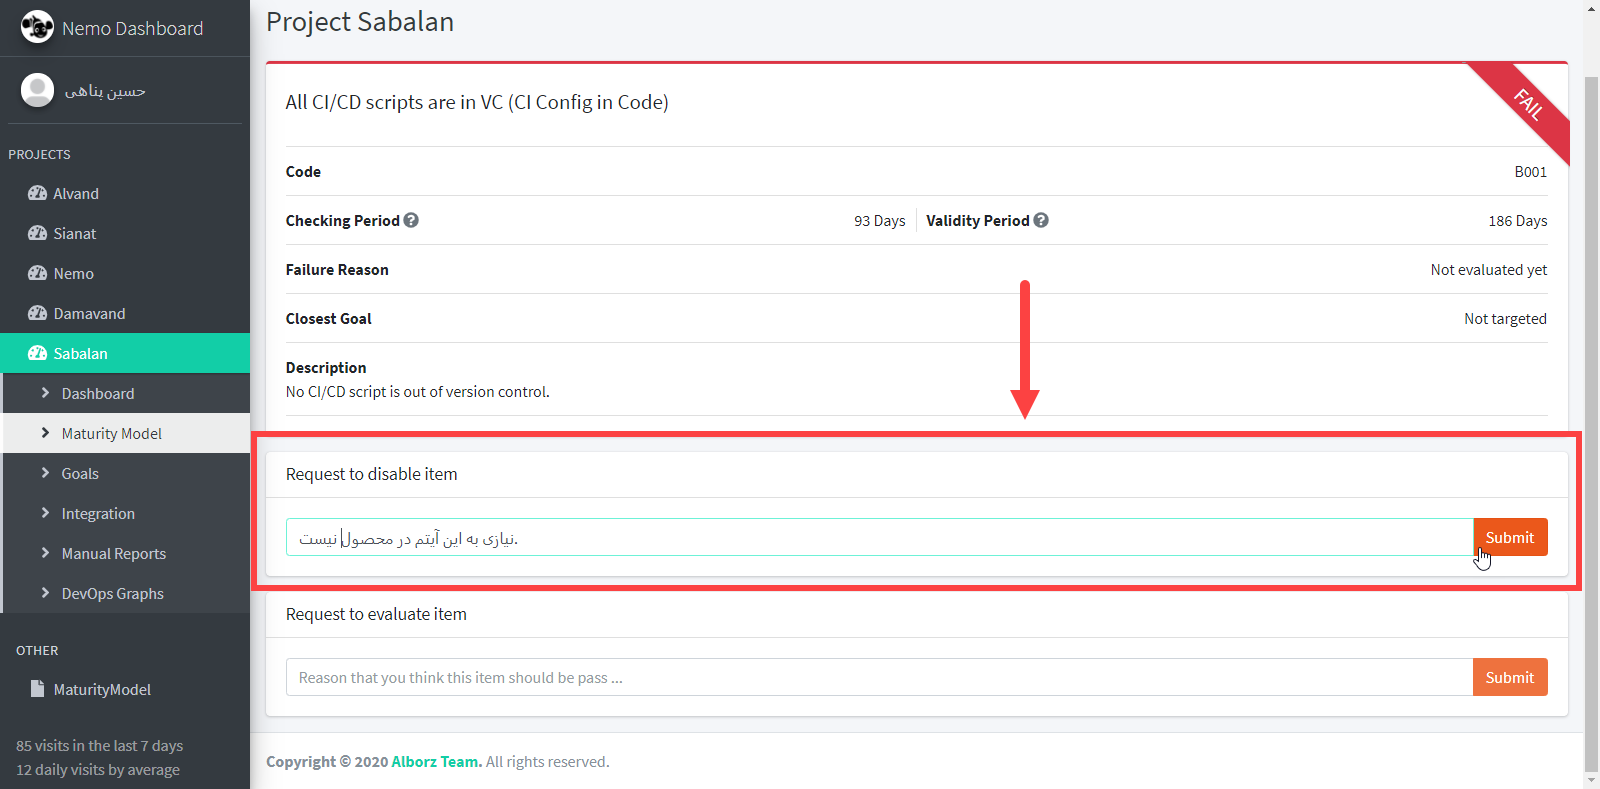 Nemo Dashboard
حسین پناهی
PROJECTS
Alvand
Sianat
Nemo
Damavand
Sabalan
Dashboard
Maturity Model
Goals
Integration
Manual Reports
DevOps Graphs
OTHER
MaturityModel
85 visits in the last 7 days
12 daily visits by average
Project Sabalan
FAIL
All CI/CD scripts are in VC (CI Config in Code)
Code B001
Checking Period 93 Days Validity Period 186 Days
Failure Reason Not evaluated yet
Closest Goal Not targeted
Description
No CI/CD script is out of version control.
Request to disable item
نیازی به این آیتم در محصول نیست.
Submit
Request to evaluate item
Reason that you think this item should be pass ...
Submit
Copyright © 2020 Alborz Team. All rights reserved.